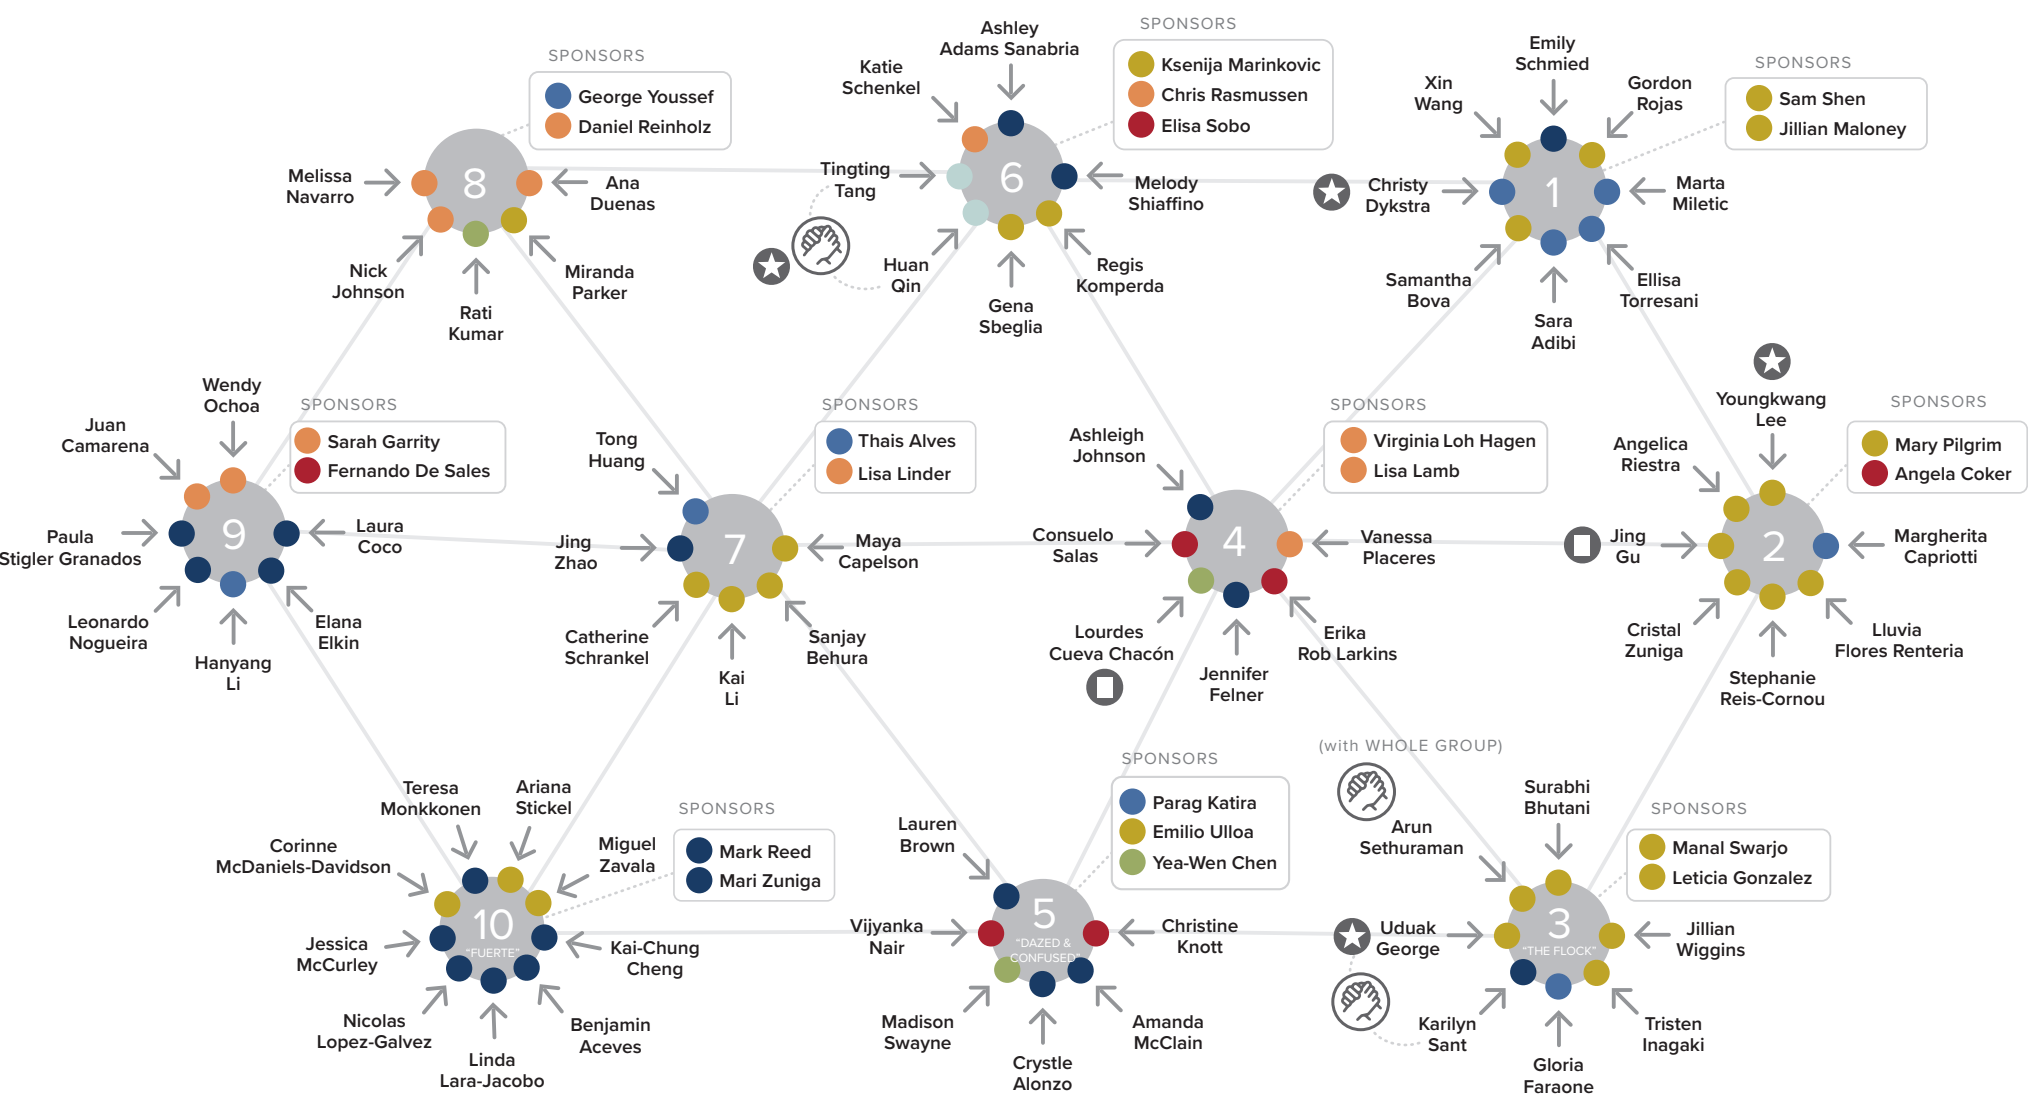 SPONSORS
George Youssef
Daniel Reinholz
8
Melissa
Navarro
Ana
Duenas
Nick
Johnson
Rati
Kumar
Miranda
Parker
SPONSORS
Ksenija Marinkovic
Chris Rasmussen
Elisa Sobo
6
Ashley
Adams Sanabria
Katie
Schenkel
Tingting
Tang
Melody
Shiaffino
Huan
Qin
Gena
Sbeglia
Regis
Komperda
SPONSORS
Sam Shen
Jillian Maloney
1
Emily
Schmied
Xin
Wang
Gordon
Rojas
Christy
Dykstra
Marta
Miletic
Samantha
Bova
Sara
Adibi
Ellisa
Torresani
SPONSORS
Sarah Garrity
Fernando De Sales
9
Wendy
Ochoa
Juan
Camarena
Paula
Stigler Granados
Laura
Coco
Leonardo
Nogueira
Hanyang
Li
Elana
Elkin
SPONSORS
Thais Alves
Lisa Linder
7
Tong
Huang
Jing
Zhao
Maya
Capelson
Catherine
Schrankel
Kai
Li
Sanjay
Behura
SPONSORS
Virginia Loh Hagen
Lisa Lamb
4
Ashleigh
Johnson
Consuelo
Salas
Vanessa
Placeres
Lourdes
Cueva Chacón
Jennifer
Felner
Erika
Rob Larkins
SPONSORS
Mary Pilgrim
Angela Coker
2
Youngkwang
Lee
Angelica
Riestra
Jing
Gu
Margherita
Capriotti
Cristal
Zuniga
Stephanie
Reis-Cornou
Lluvia
Flores Renteria
SPONSORS
Mark Reed
Mari Zuniga
10
"FUERTE"
Teresa
Monkkonen
Ariana
Stickel
Corinne
McDaniels-Davidson
Miguel
Zavala
Jessica
McCurley
Kai-Chung
Cheng
Nicolas
Lopez-Galvez
Linda
Lara-Jacobo
Benjamin
Aceves
SPONSORS
Parag Katira
Emilio Ulloa
Yea-Wen Chen
5
"DAZED &
CONFUSED"
Lauren
Brown
Vijyanka
Nair
Christine
Knott
Madison
Swayne
Crystle
Alonzo
Amanda
McClain
SPONSORS
Manal Swarjo
Leticia Gonzalez
3
"THE FLOCK"
(with WHOLE GROUP)
Arun
Sethuraman
Surabhi
Bhutani
Uduak
George
Jillian
Wiggins
Karilyn
Sant
Gloria
Faraone
Tristen
Inagaki